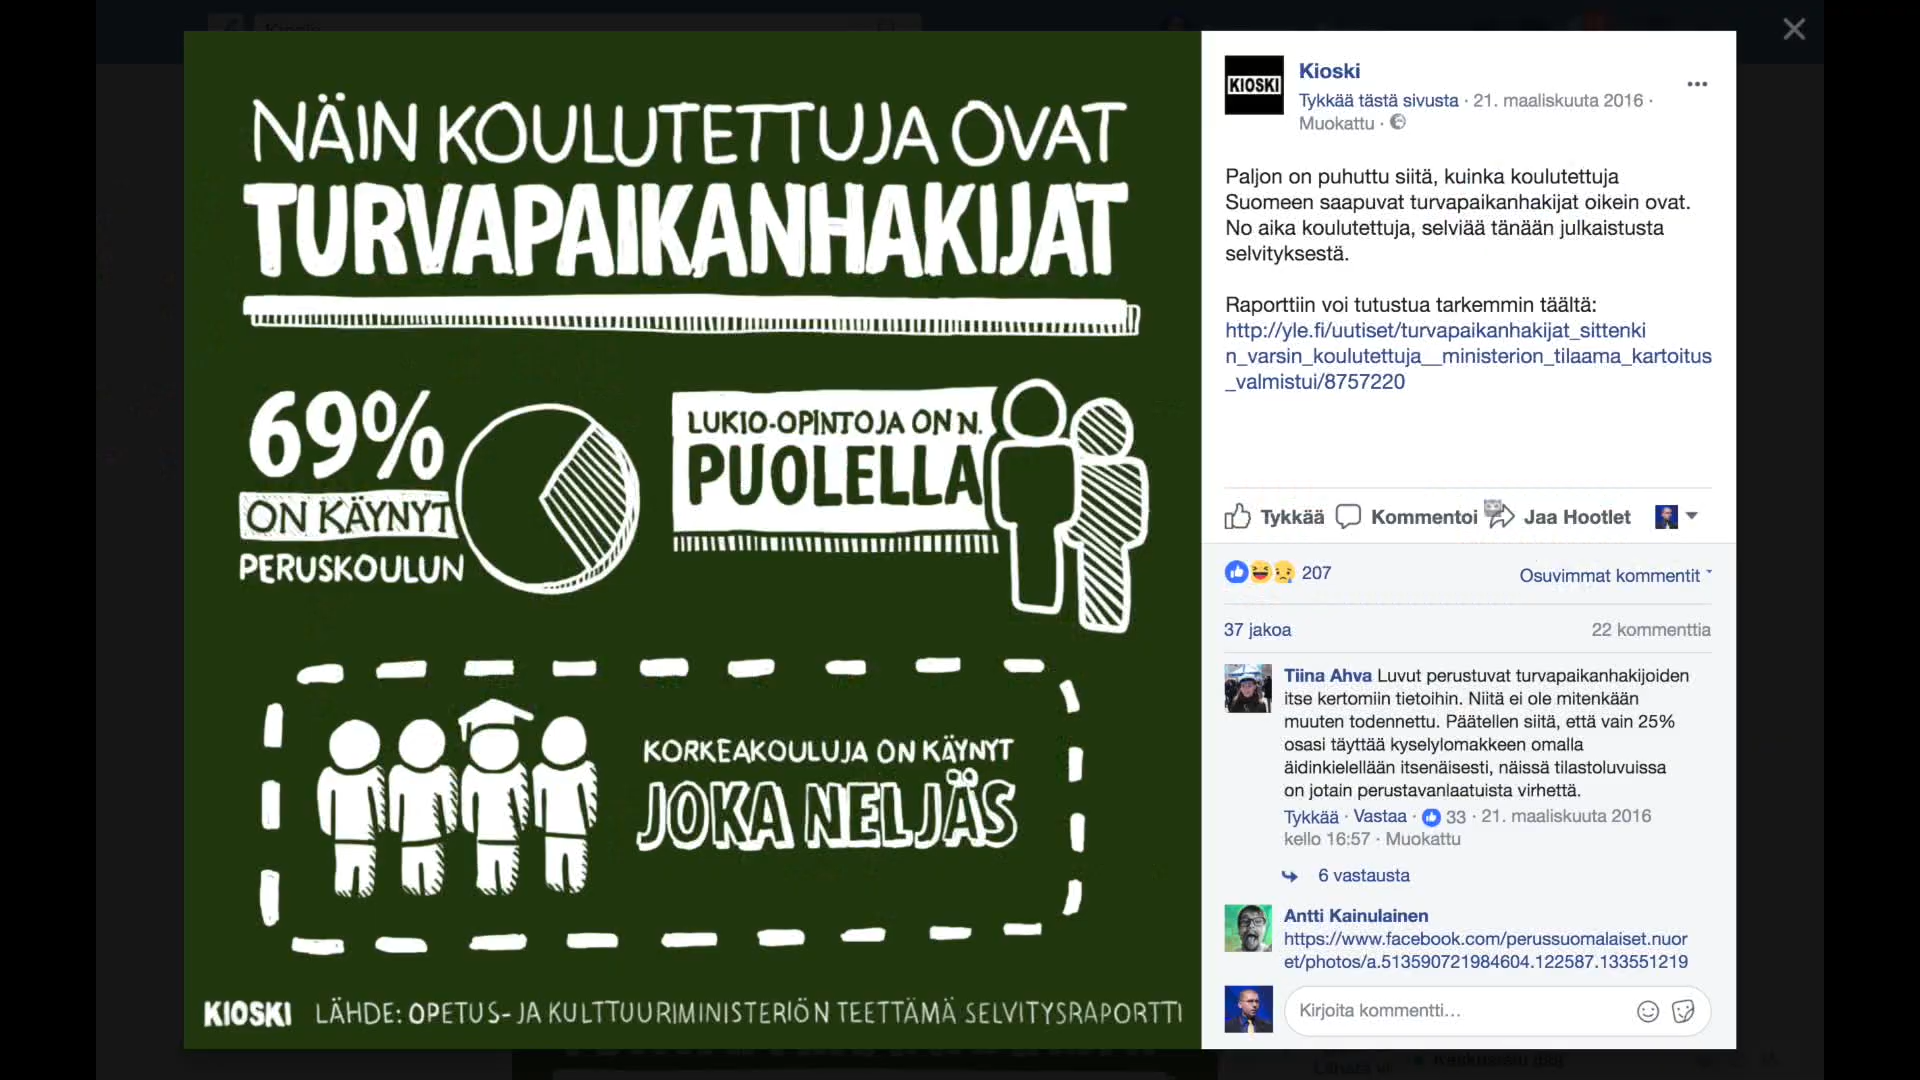 NÄIN KOULUTETTUJA OVAT
TURVAPAIKANHAKIJAT
69%
ON KÄYNYT
PERUSKOULUN
LUKIO-OPINTOJA ON N.
PUOLELLA
KORKEAKOULUJA ON KÄYNYT
JOKA NELJÄS
KIOSKI LÄHDE: OPETUS- JA KULTTUURIMINISTERIÖN TEETTÄMÄ SELVITYSRAPORTTI
KIOSKI
Kioski
Tykkää tästä sivusta · 21. maaliskuuta 2016 ·
Muokattu ·
Paljon on puhuttu siitä, kuinka koulutettuja
Suomeen saapuvat turvapaikanhakijat oikein ovat.
No aika koulutettuja, selviää tänään julkaistusta
selvityksestä.
Raporttiin voi tutustua tarkemmin täältä:
http://yle.fi/uutiset/turvapaikanhakijat_sittenki
n_varsin_koulutettuja__ministerion_tilaama_kartoitus
_valmistui/8757220
Tykkää Kommentoi Jaa Hootlet
207 Osuvimmat kommentit
37 jakoa 22 kommenttia
Tiina Ahva Luvut perustuvat turvapaikanhakijoiden
itse kertomiin tietoihin. Niitä ei ole mitenkään
muuten todennettu. Päätellen siitä, että vain 25%
osasi täyttää kyselylomakkeen omalla
äidinkielellään itsenäisesti, näissä tilastoluvuissa
on jotain perustavanlaatuista virhettä.
Tykkää · Vastaa · 33 · 21. maaliskuuta 2016
kello 16:57 · Muokattu
6 vastausta
Antti Kainulainen
https://www.facebook.com/perussuomalaiset.nuor
et/photos/a.513590721984604.122587.133551219
Kirjoita kommentti...